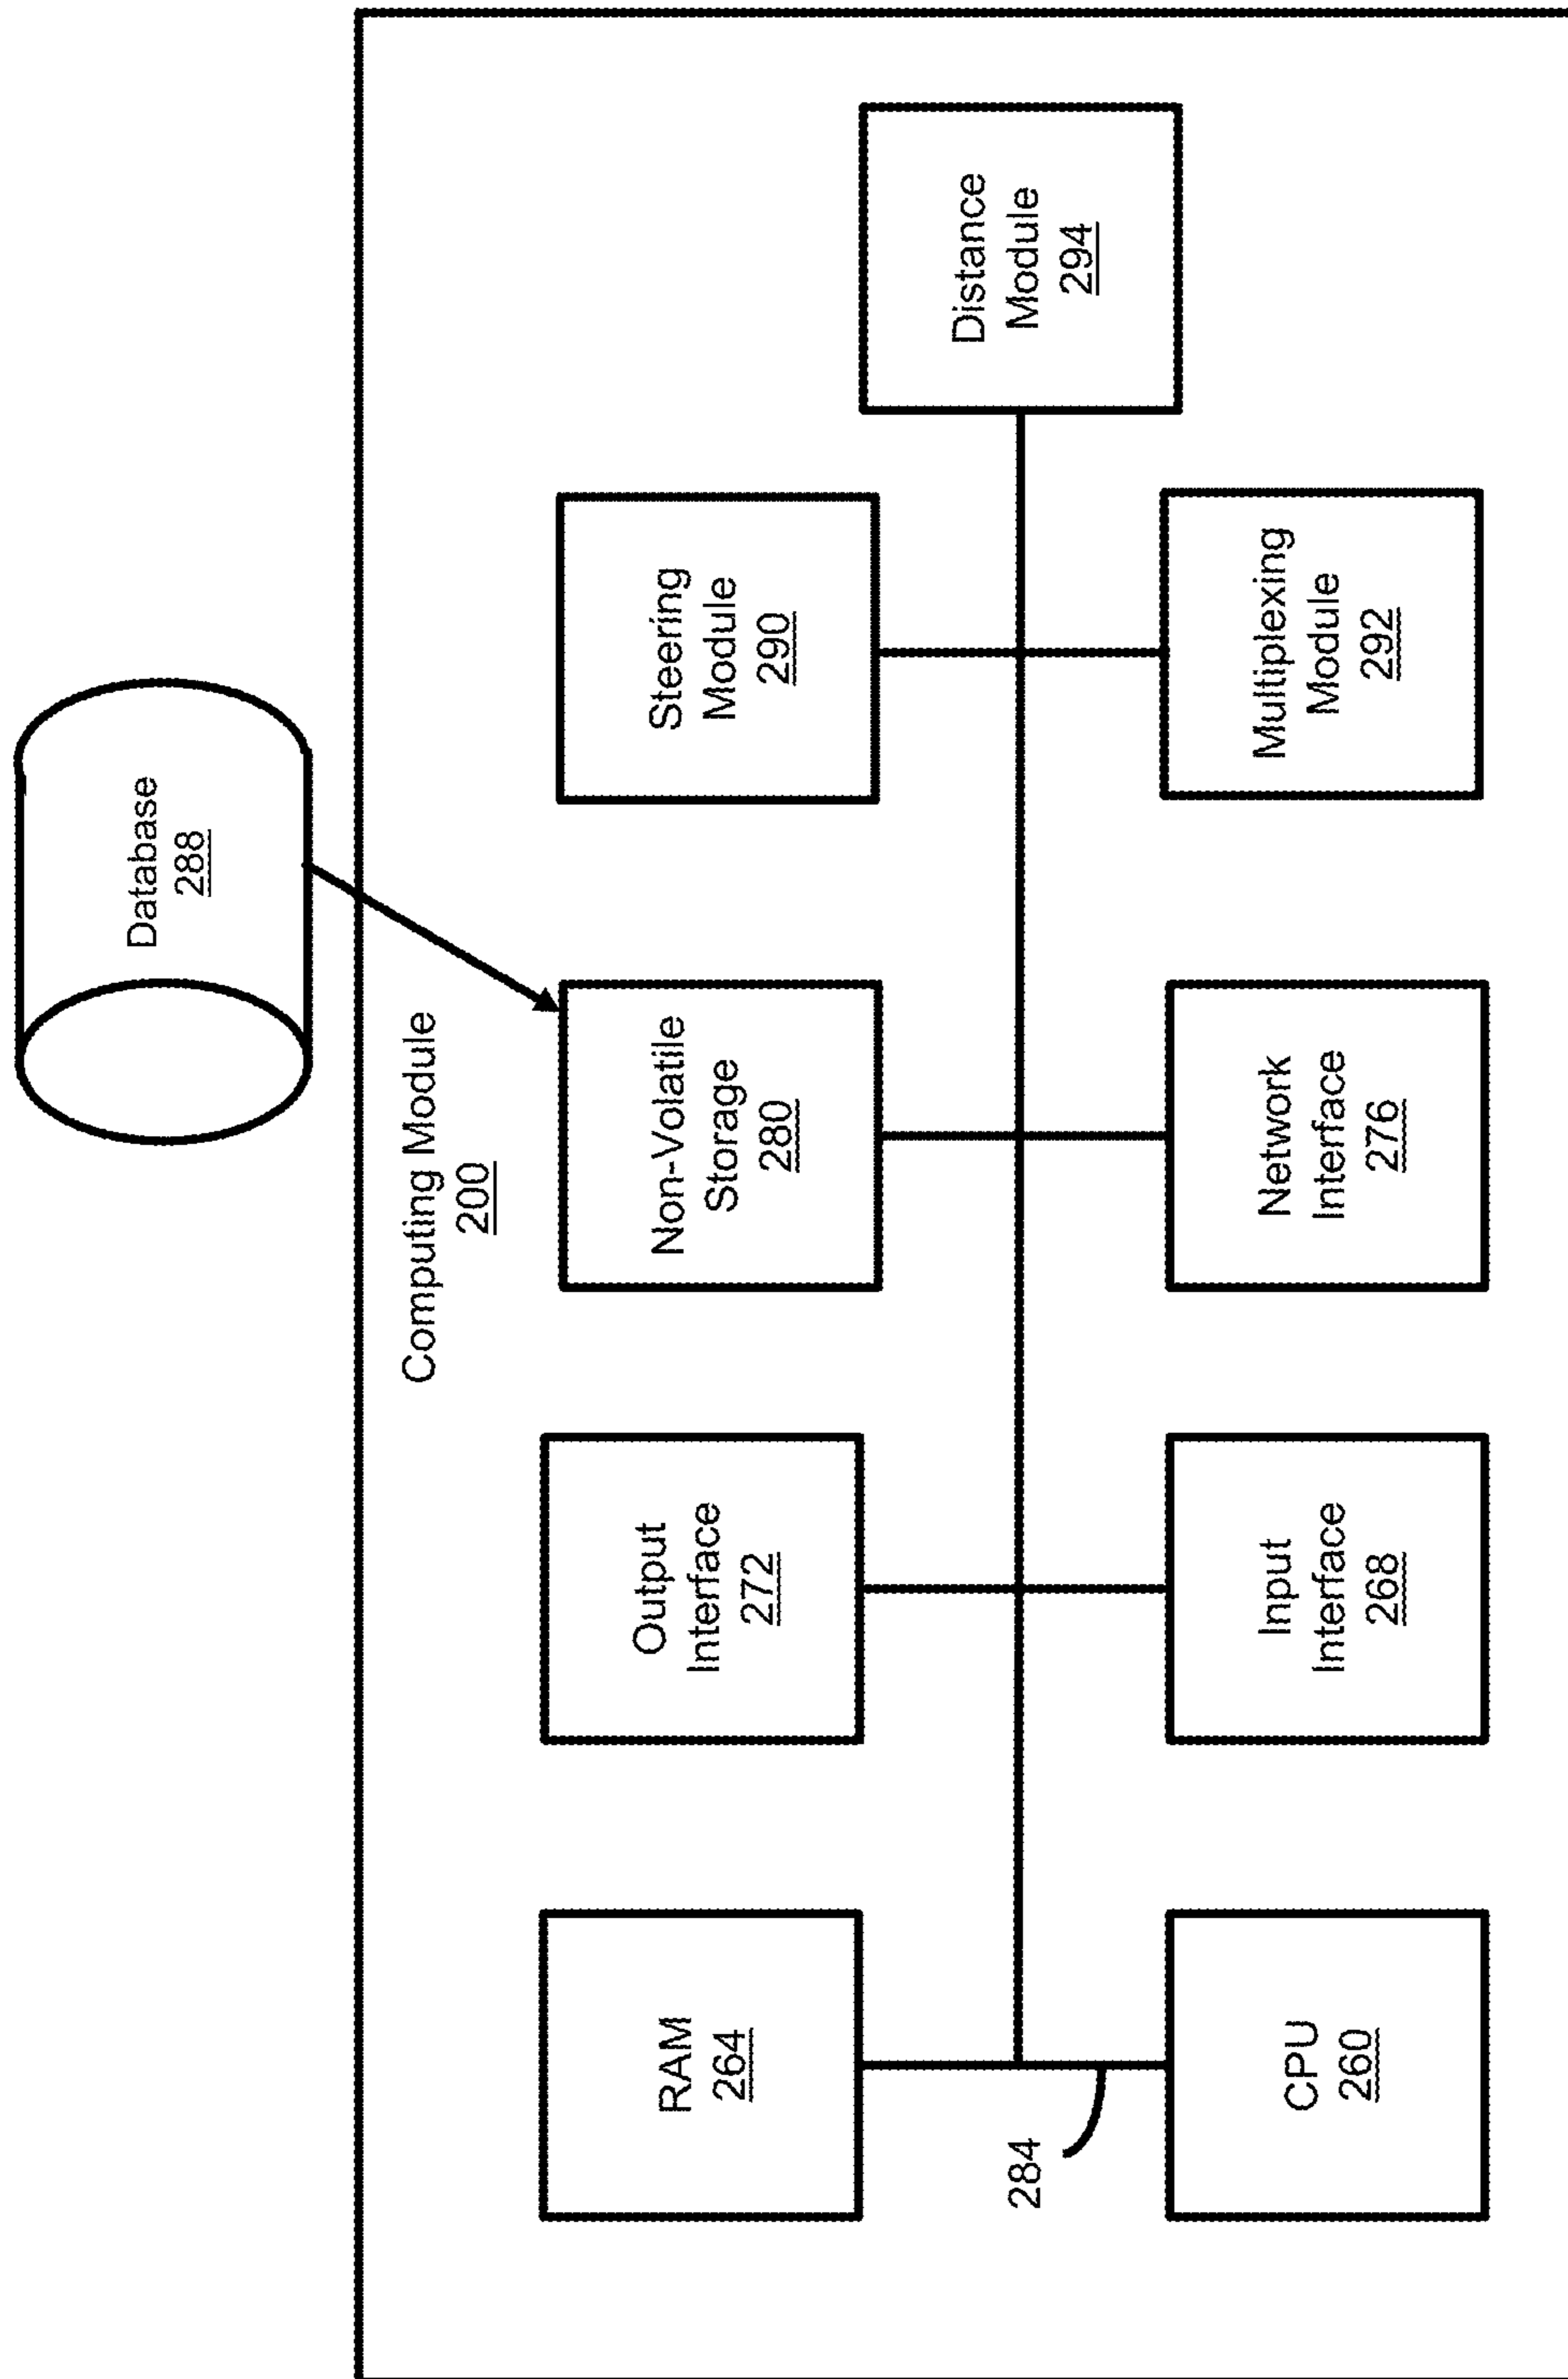 Database
288
Computing Module
200
RAM
264
Output
Interface
272
Non-Volatile
Storage
280
Steering
Module
290
Distance
Module
294
284
CPU
260
Input
Interface
268
Network
Interface
276
Multiplexing
Module
292